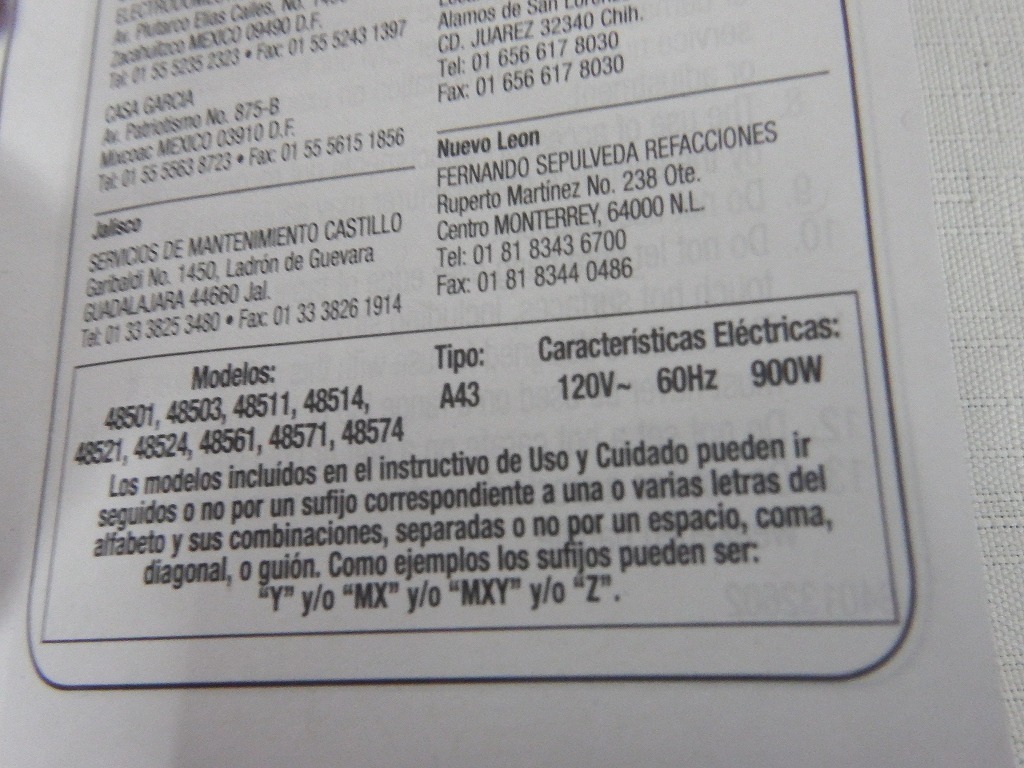 Av. Plutarco Elias Calles, No.
Zacahuitzco MEXICO 09490 D.F.
Tel: 01 55 5235 2323 • Fax: 01 55 5243 1397
CASA GARCIA
Av. Patriotismo No. 875-B
Mixcoac MEXICO 03910 D.F.
Tel: 01 55 5563 8723 • Fax: 01 55 5615 1856
Jalisco
SERVICIOS DE MANTENIMIENTO CASTILLO
Garibaldi No. 1450, Ladrón de Guevara
GUADALAJARA 44660 Jal.
Tel: 01 33 3825 3480 • Fax: 01 33 3826 1914
Alamos de San
CD. JUAREZ 32340 Chih.
Tel: 01 656 617 8030
Fax: 01 656 617 8030
Nuevo Leon
FERNANDO SEPULVEDA REFACCIONES
Ruperto Martínez No. 238 Ote.
Centro MONTERREY, 64000 N.L.
Tel: 01 81 8343 6700
Fax: 01 81 8344 0486
Modelos:
48501, 48503, 48511, 48514,
48521, 48524, 48561, 48571, 48574
Tipo:
A43
Características Eléctricas:
120V~ 60Hz 900W
Los modelos incluídos en el instructivo de Uso y Cuidado pueden ir
seguidos o no por un sufijo correspondiente a una o varias letras del
alfabeto y sus combinaciones, separadas o no por un espacio, coma,
diagonal, o guión. Como ejemplos los sufijos pueden ser:
"Y" y/o "MX" y/o "MXY" y/o "Z".